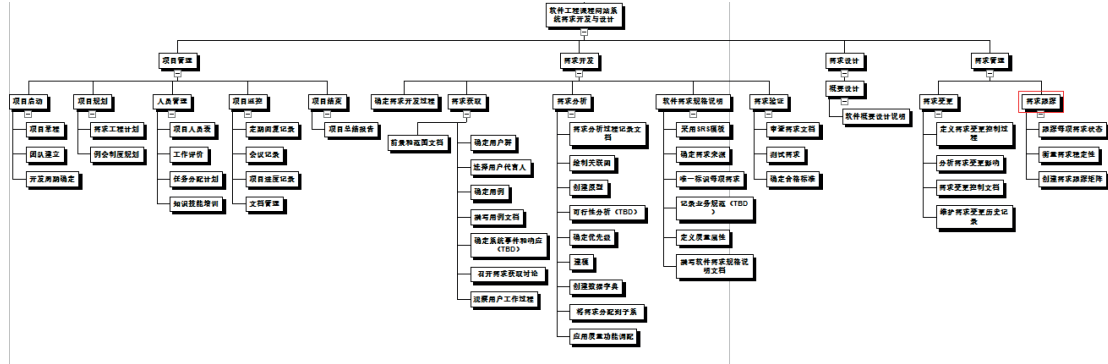 软件工程课程网站系
统需求开发与设计
项目管理
需求开发
需求设计
需求管理
项目启动
项目规划
人员管理
项目监控
项目结束
确定需求开发过程
需求获取
需求分析
软件需求规格说明
需求验证
概要设计
需求变更
需求跟踪
项目章程
团队建立
开发周期确定
需求工程计划
例会制度规划
项目人员表
工作评价
任务分配计划
知识技能培训
定期回复记录
会议记录
项目进度记录
文档管理
项目总结报告
前景和范围文档
确定用户群
选择用户代言人
确定用例
撰写用例文档
确定系统事件和响应
(TBD)
召开需求获取讨论
观察用户工作过程
需求分析过程记录文
档
绘制关联图
创建原型
可行性分析(TBD)
确定优先级
建模
创建数据字典
将需求分配到子系
应用质量功能调配
采用SRS模板
确定需求来源
唯一标识每项需求
记录业务规范(TBD
)
定义质量属性
撰写软件需求规格说
明文档
审查需求文档
测试需求
确定合格标准
软件概要设计说明
定义需求变更控制过
程
分析需求变更影响
需求变更控制文档
维护需求变更历史记
录
跟踪每项需求状态
衡量需求稳定性
创建需求跟踪矩阵